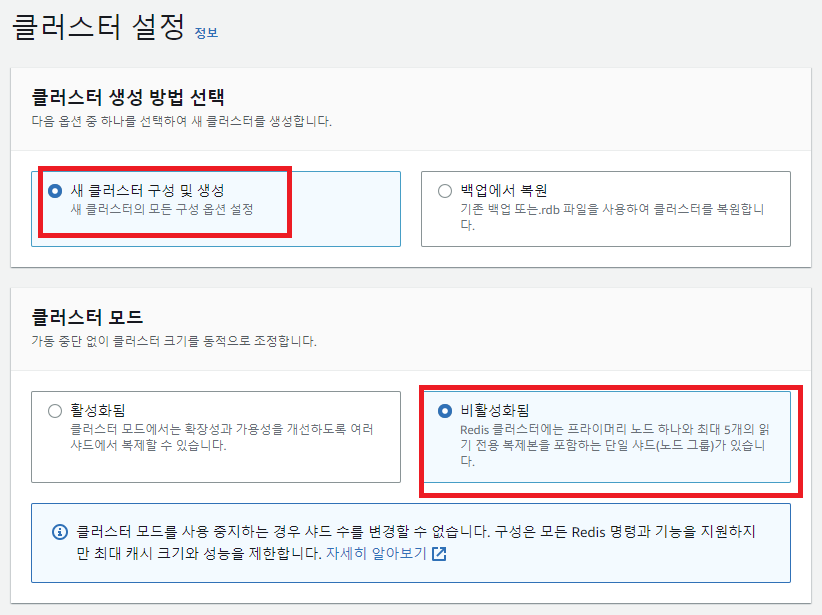 클러스터 설정 정보
클러스터 생성 방법 선택
다음 옵션 중 하나를 선택하여 새 클러스터를 생성합니다.
새 클러스터 구성 및 생성
새 클러스터의 모든 구성 옵션 설정
백업에서 복원
기존 백업 또는.rdb 파일을 사용하여 클러스터를 복원합니
다.
클러스터 모드
가동 중단 없이 클러스터 크기를 동적으로 조정합니다.
활성화됨
클러스터 모드에서는 확장성과 가용성을 개선하도록 여러
샤드에서 복제할 수 있습니다.
비활성화됨
Redis 클러스터에는 프라이머리 노드 하나와 최대 5개의 읽
기 전용 복제본을 포함하는 단일 샤드(노드 그룹)가 있습니
다.
클러스터 모드를 사용 중지하는 경우 샤드 수를 변경할 수 없습니다. 구성은 모든 Redis 명령과 기능을 지원하지
만 최대 캐시 크기와 성능을 제한합니다. 자세히 알아보기